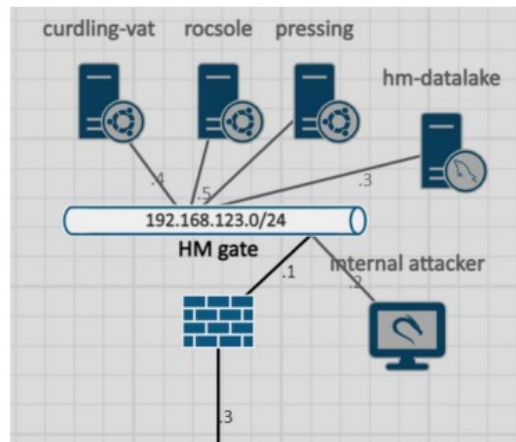 curdling-vat
rocsole
pressing
hm-datalake
.4
.5
.3
192.168.123.0/24
HM gate
internal attacker
.1
.2
.3